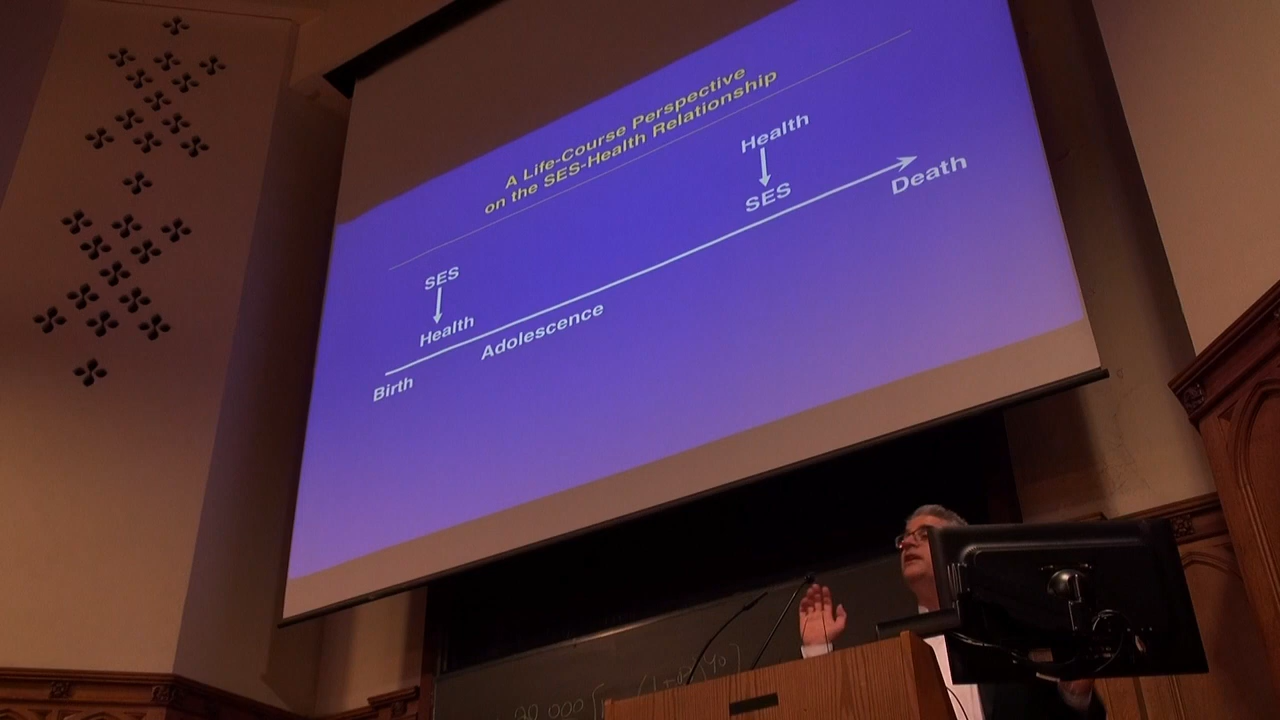 A Life-Course Perspective
on the SES-Health Relationship
Health
SES
Death
SES
Health
Adolescence
Birth